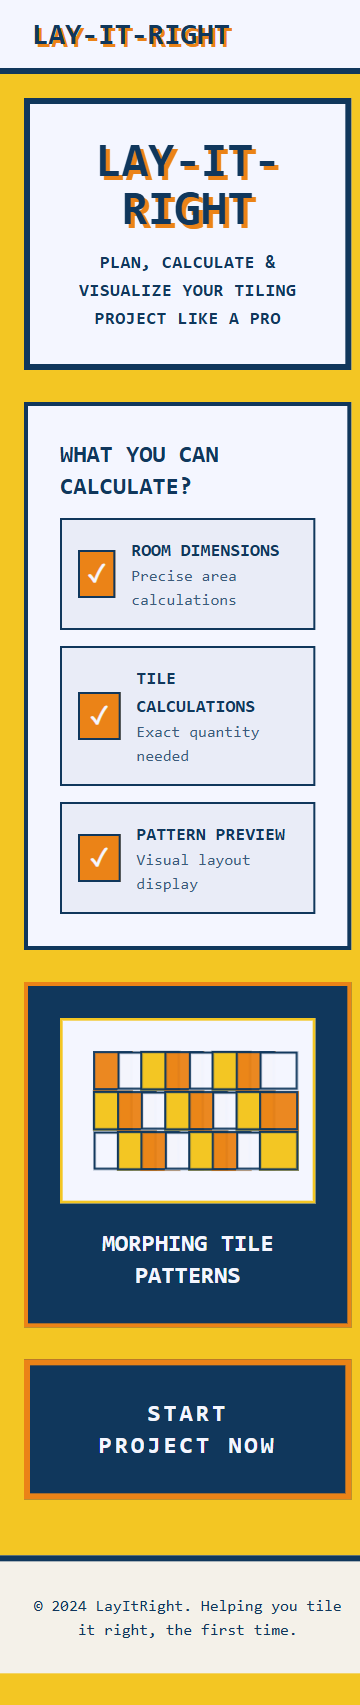 LAY-IT-RIGHT
LAY-IT-
RIGHT
PLAN, CALCULATE &
VISUALIZE YOUR TILING
PROJECT LIKE A PRO
WHAT YOU CAN
CALCULATE?
✓
ROOM DIMENSIONS
Precise area
calculations
✓
TILE
CALCULATIONS
Exact quantity
needed
✓
PATTERN PREVIEW
Visual layout
display
MORPHING TILE
PATTERNS
START
PROJECT NOW
© 2024 LayItRight. Helping you tile
it right, the first time.